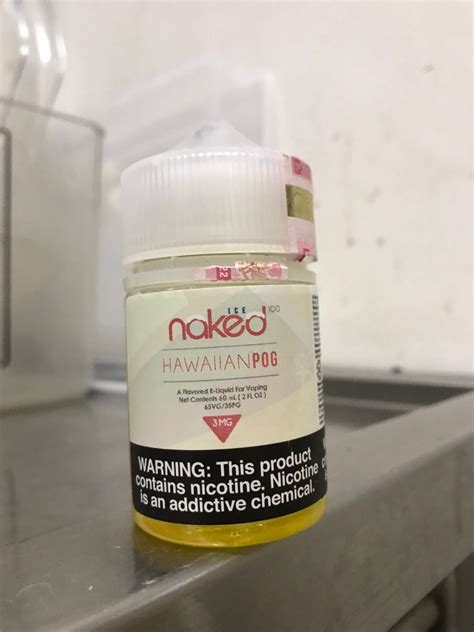 ICE
naked 100
HAWAIIAN POG
A Flavored E-Liquid For Vaping
Net Contents 60 mL ( 2 FL OZ.)
65VG/35PG
3 MG
WARNING: This product
contains nicotine. Nicotine
is an addictive chemical.